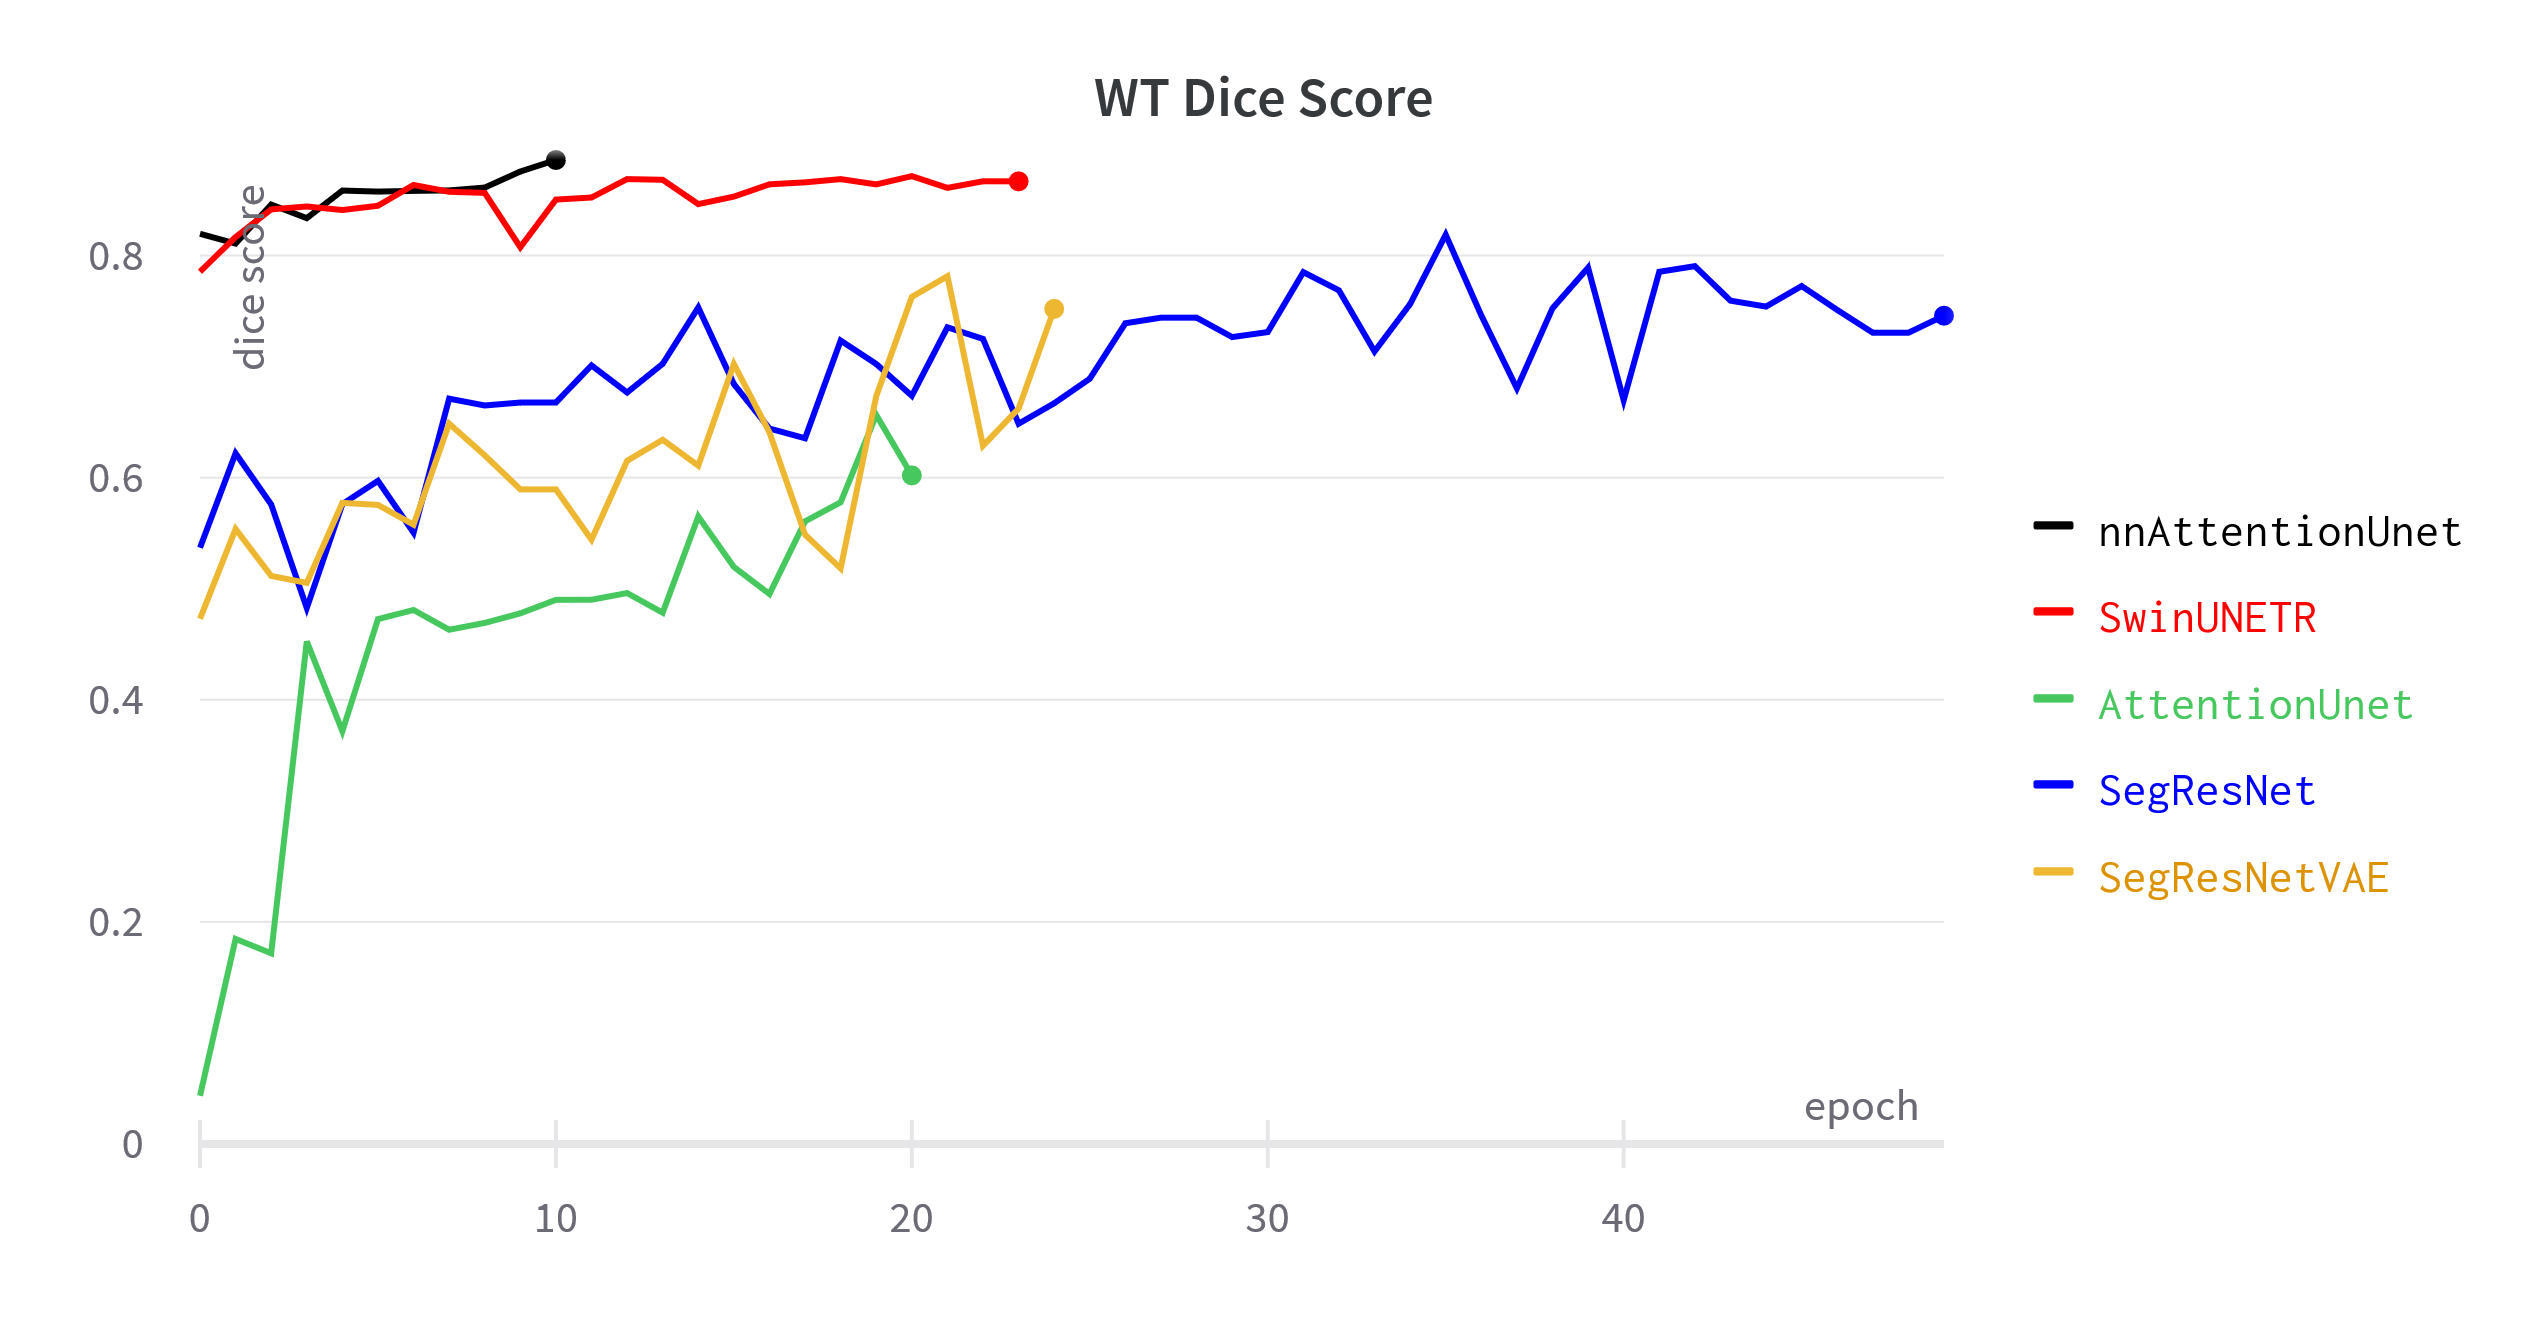 WT Dice Score
dice score
0.8
0.6
0.4
0.2
0
epoch
0
10
20
30
40
nnAttentionUnet
SwinUNETR
AttentionUnet
SegResNet
SegResNetVAE